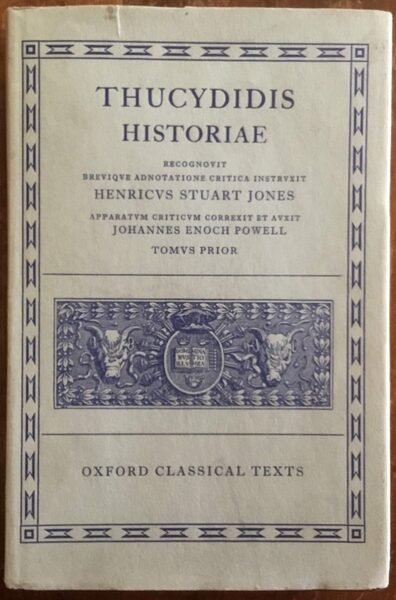 THUCYDIDIS
HISTORIAE
RECOGNOVIT
BREVIQVE ADNOTATIONE CRITICA INSTRVXIT
HENRICVS STUART JONES
APPARATVM CRITICVM CORREXIT ET AVXIT
JOHANNES ENOCH POWELL
TOMVS PRIOR
OXFORD CLASSICAL TEXTS